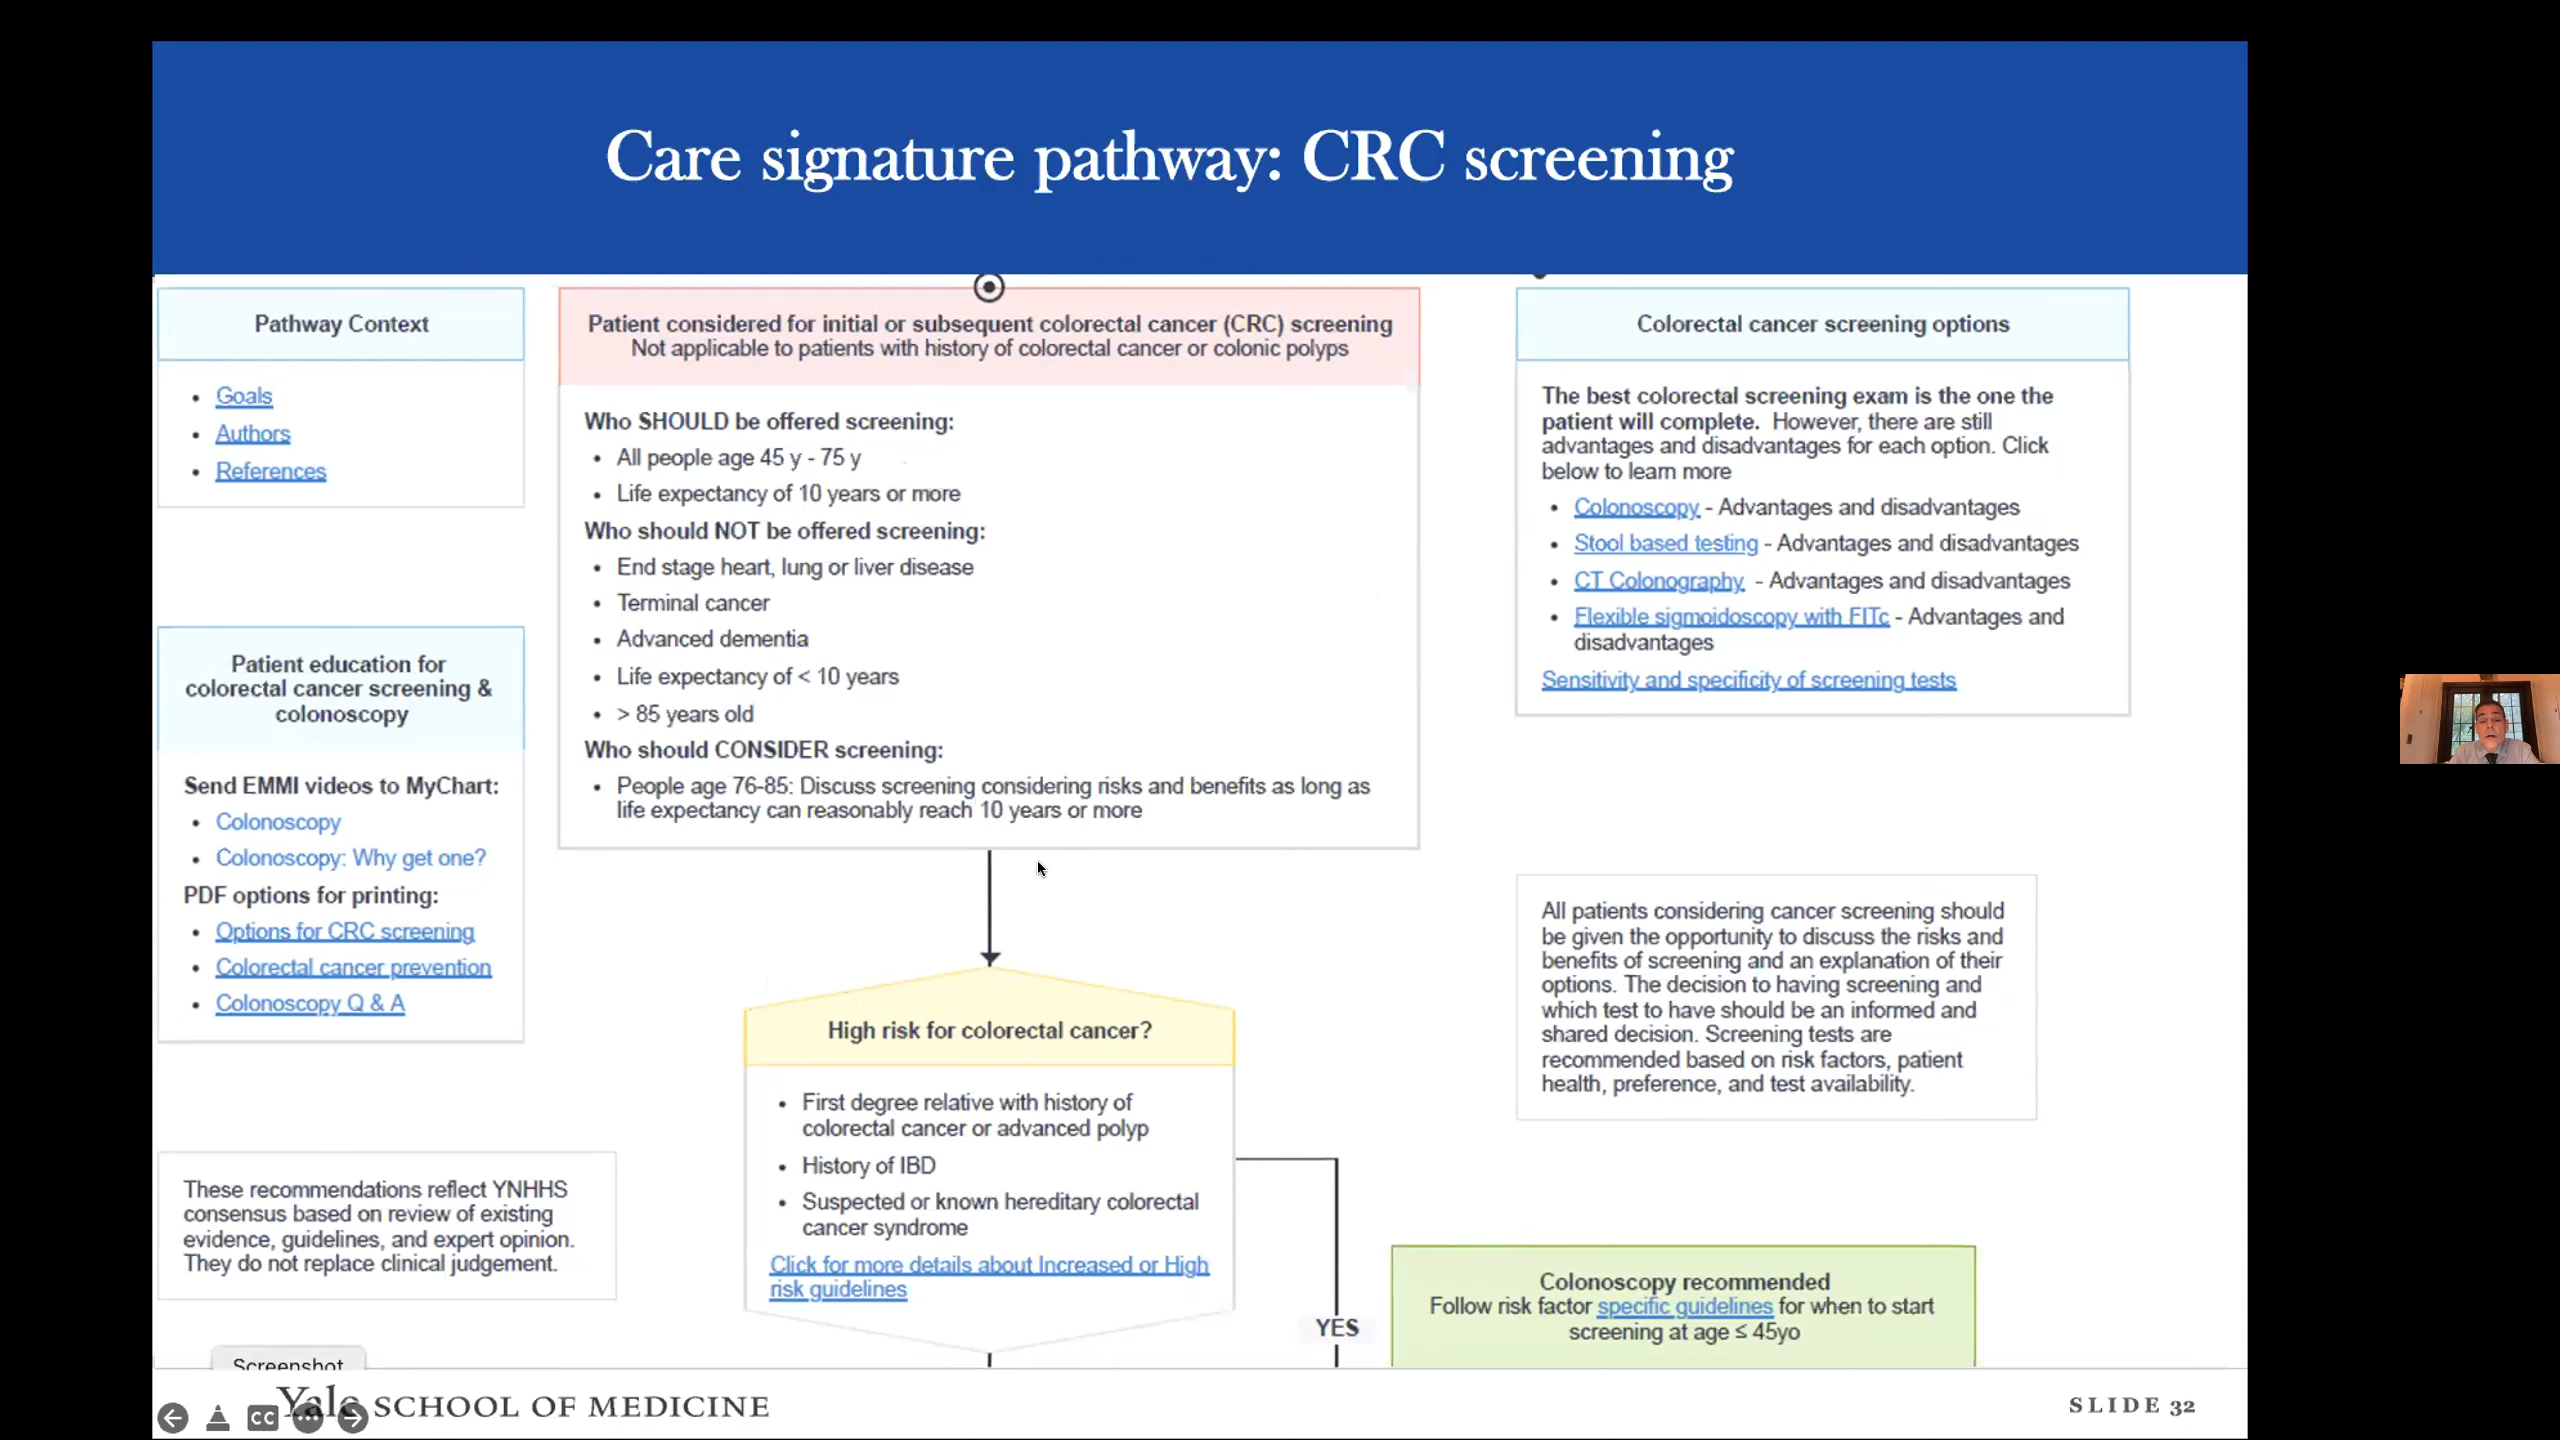 Care signature pathway: CRC screening
Pathway Context
• Goals
• Authors
• References
Patient education for
colorectal cancer screening &
colonoscopy
Send EMMI videos to MyChart:
• Colonoscopy
• Colonoscopy: Why get one?
PDF options for printing:
• Options for CRC screening
• Colorectal cancer prevention
• Colonoscopy Q & A
These recommendations reflect YNHHS
consensus based on review of existing
evidence, guidelines, and expert opinion.
They do not replace clinical judgement.
Patient considered for initial or subsequent colorectal cancer (CRC) screening
Not applicable to patients with history of colorectal cancer or colonic polyps
Who SHOULD be offered screening:
• All people age 45 y - 75 y
• Life expectancy of 10 years or more
Who should NOT be offered screening:
• End stage heart, lung or liver disease
• Terminal cancer
• Advanced dementia
• Life expectancy of < 10 years
• > 85 years old
Who should CONSIDER screening:
• People age 76-85: Discuss screening considering risks and benefits as long as
life expectancy can reasonably reach 10 years or more
High risk for colorectal cancer?
• First degree relative with history of
colorectal cancer or advanced polyp
• History of IBD
• Suspected or known hereditary colorectal
cancer syndrome
Click for more details about Increased or High
risk guidelines
YES
Colorectal cancer screening options
The best colorectal screening exam is the one the
patient will complete. However, there are still
advantages and disadvantages for each option. Click
below to learn more
• Colonoscopy - Advantages and disadvantages
• Stool based testing - Advantages and disadvantages
• CT Colonography - Advantages and disadvantages
• Flexible sigmoidoscopy with FITc - Advantages and
disadvantages
Sensitivity and specificity of screening tests
All patients considering cancer screening should
be given the opportunity to discuss the risks and
benefits of screening and an explanation of their
options. The decision to having screening and
which test to have should be an informed and
shared decision. Screening tests are
recommended based on risk factors, patient
health, preference, and test availability.
Colonoscopy recommended
Follow risk factor specific guidelines for when to start
screening at age ≤ 45yo
Screenshot
Yale SCHOOL OF MEDICINE
CC
SLIDE 32